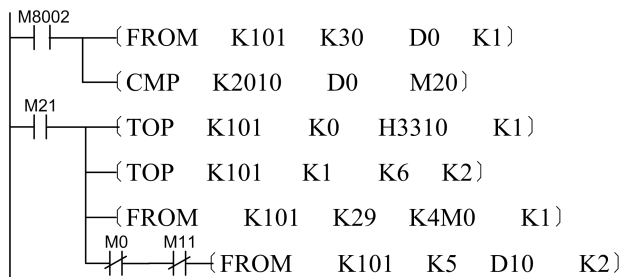 M8002
FROM K101 K30 D0 K1
CMP K2010 D0 M20
M21
TOP K101 K0 H3310 K1
TOP K101 K1 K6 K2
FROM K101 K29 K4M0 K1
M0 M11
FROM K101 K5 D10 K2